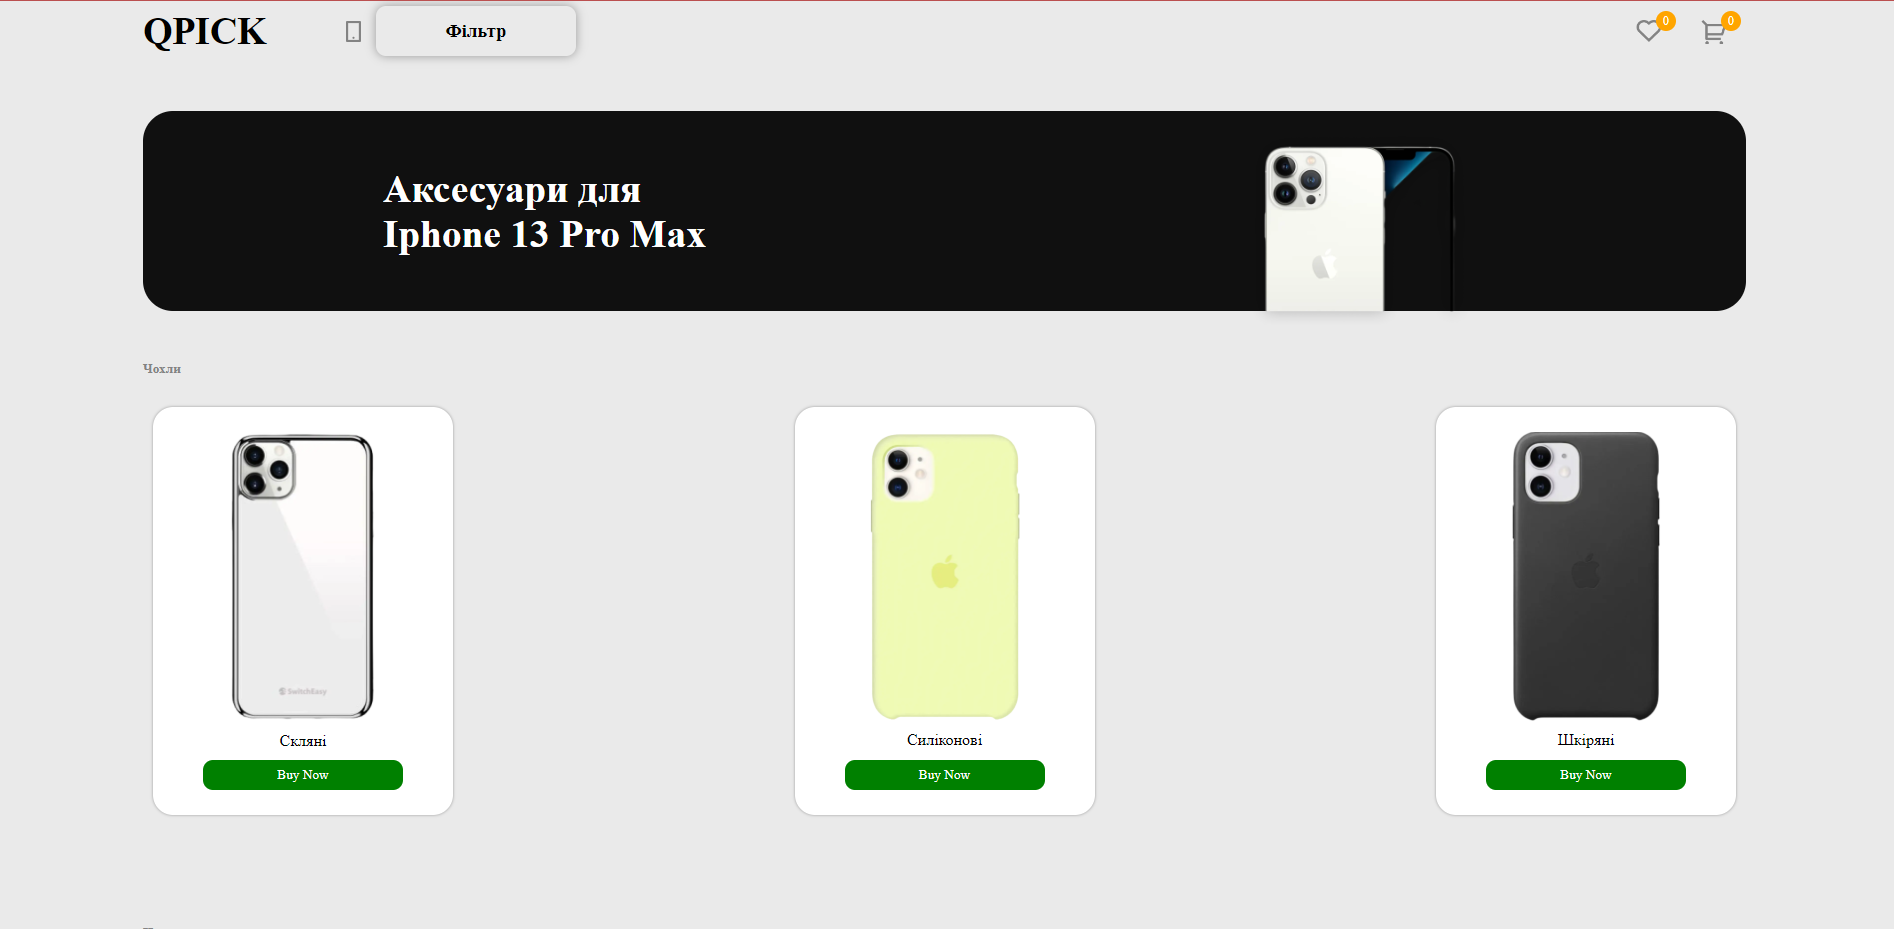 QPICK
Фільтр
0
0
Аксесуари для
Iphone 13 Pro Max
Чохли
SwitchEasy
Скляні
Силіконові
Шкіряні
Buy Now
Buy Now
Buy Now